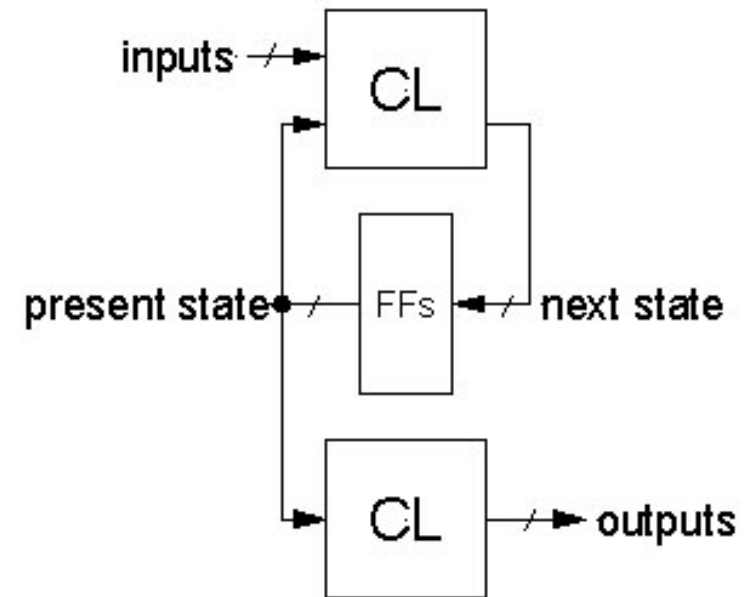 inputs
CL
present state
FFs
next state
CL
outputs